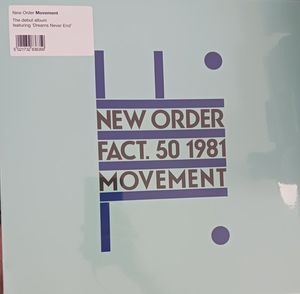 New Order Movement
The debut album
featuring 'Dreams Never End'
NEW ORDER
FACT. 50 1981
MOVEMENT